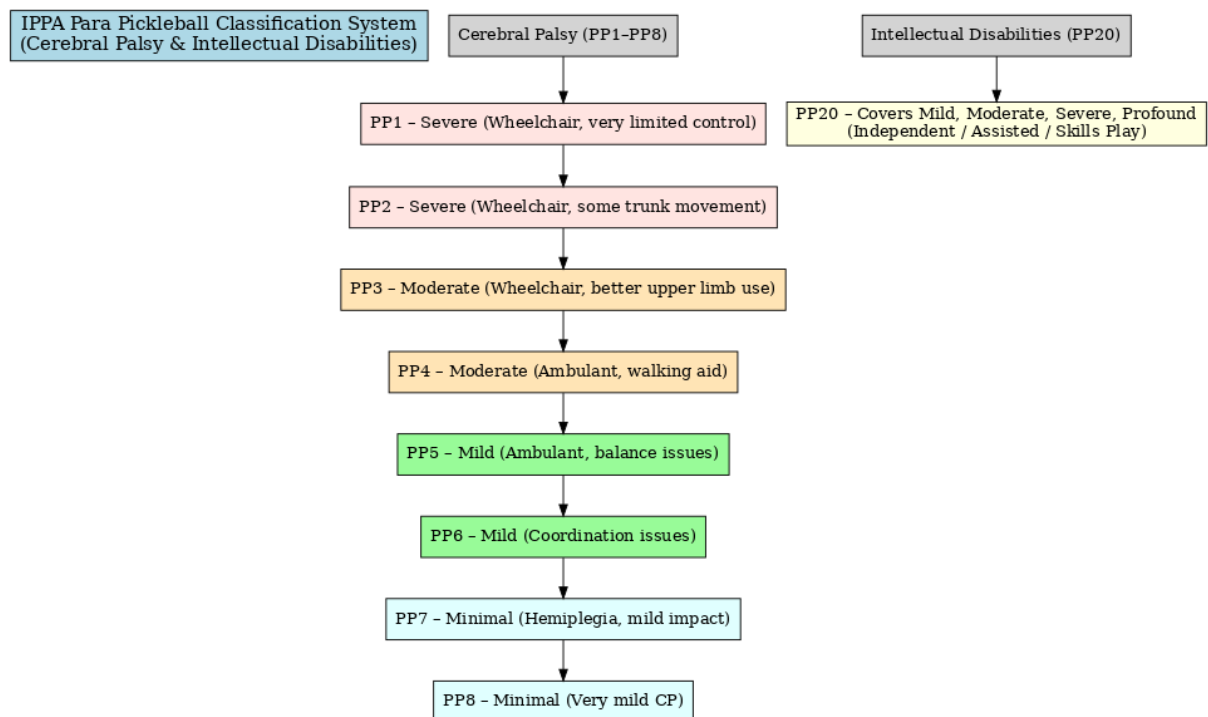 IPPA Para Pickleball Classification System
(Cerebral Palsy & Intellectual Disabilities)
Cerebral Palsy (PP1–PP8)
PP1 – Severe (Wheelchair, very limited control)
PP2 – Severe (Wheelchair, some trunk movement)
PP3 – Moderate (Wheelchair, better upper limb use)
PP4 – Moderate (Ambulant, walking aid)
PP5 – Mild (Ambulant, balance issues)
PP6 – Mild (Coordination issues)
PP7 – Minimal (Hemiplegia, mild impact)
PP8 – Minimal (Very mild CP)
Intellectual Disabilities (PP20)
PP20 – Covers Mild, Moderate, Severe, Profound
(Independent / Assisted / Skills Play)